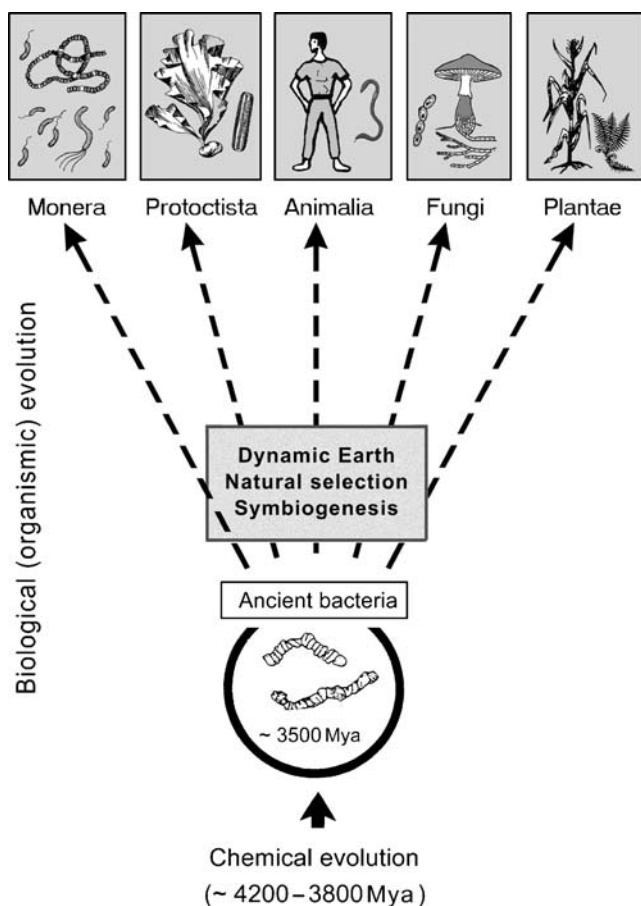 Monera
Protoctista
Animalia
Fungi
Plantae
Biological (organismic) evolution
Dynamic Earth
Natural selection
Symbiogenesis
Ancient bacteria
~ 3500 Mya
Chemical evolution
(~ 4200–3800 Mya)